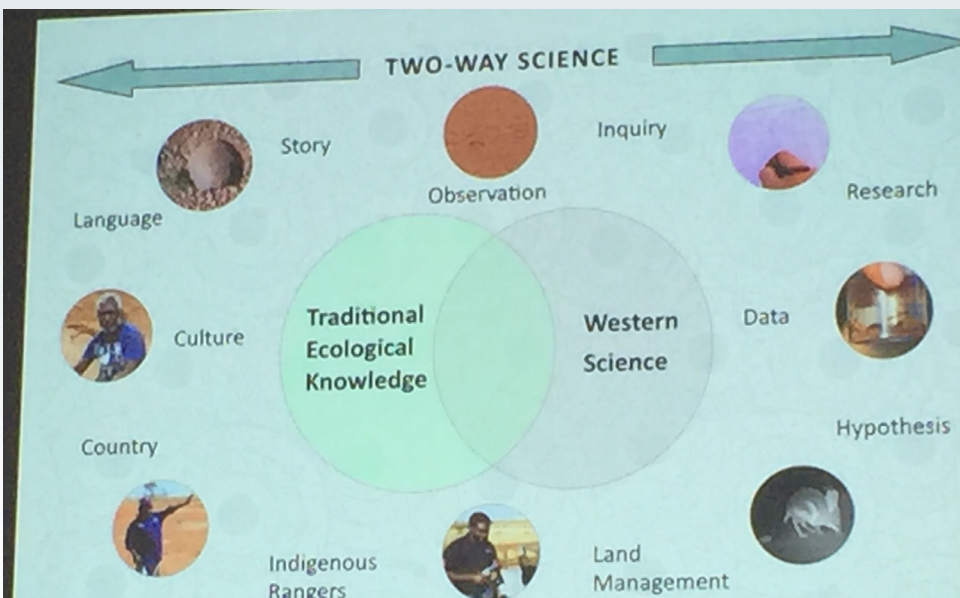 TWO-WAY SCIENCE
Story
Inquiry
Observation
Research
Language
Traditional
Ecological
Knowledge
Western
Science
Culture
Data
Country
Hypothesis
Indigenous
Rangers
Land
Management